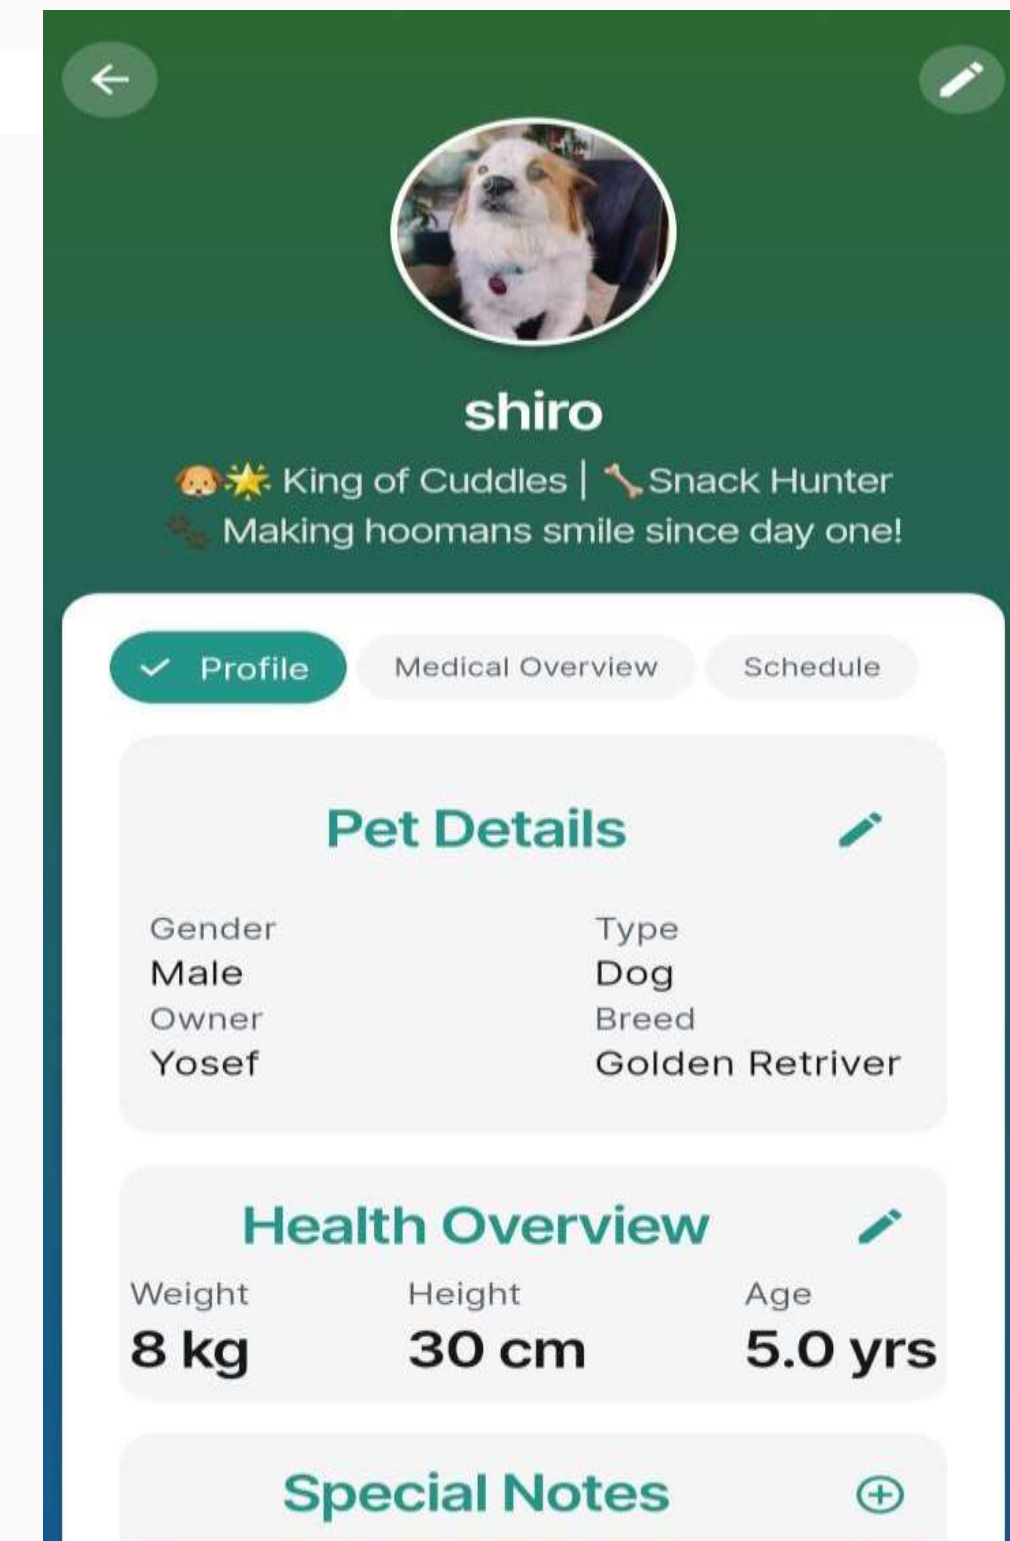 shiro
🐶🌟 King of Cuddles | 🦴Snack Hunter
🐾 Making hoomans smile since day one!
Profile
Medical Overview
Schedule
Pet Details
Gender
Type
Male
Dog
Owner
Breed
Yosef
Golden Retriver
Health Overview
Weight
Height
Age
8 kg
30 cm
5.0 yrs
Special Notes